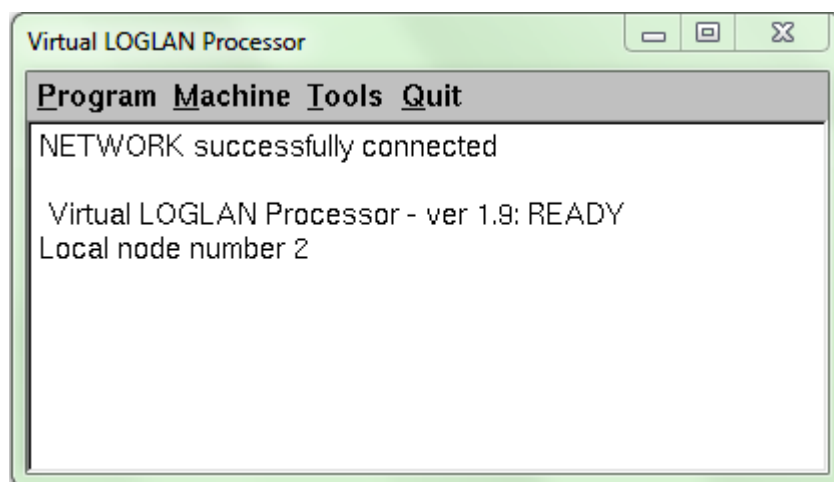 Virtual LOGLAN Processor
Program Machine Tools Quit
NETWORK successfully connected
Virtual LOGLAN Processor - ver 1.9: READY
Local node number 2